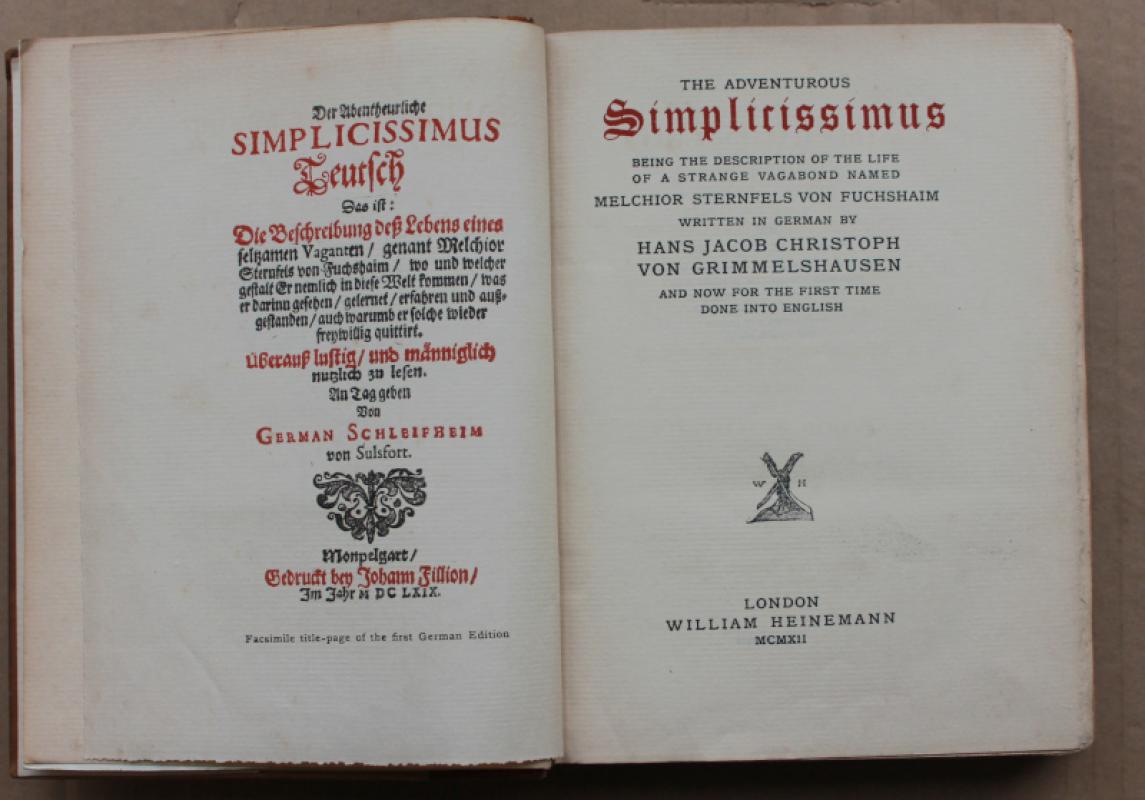 Der Abentheurliche
SIMPLICISSIMUS
Teutsch
Das ist:
Die Beschreibung deß Lebens eines
seltzamen Vaganten / genant Melchior
Sternfels von Fuchshaim / wo und welcher
gestalt Er nemlich in diese Welt kommen / was
er darinn gesehen / gelernet / erfahren und auß-
gestanden / auch warumb er solche wieder
freywillig quittirt.
Uberauß lustig / und männiglich
nutzlich zu lesen.
An Tag geben
Von
GERMAN SCHLEIFHEIM
von Sulsfort.
Monpelgart /
Gedruckt bey Johann Fillion /
Im Jahr M DC LXIX.
Facsimile title-page of the first German Edition
THE ADVENTUROUS
Simplicissimus
BEING THE DESCRIPTION OF THE LIFE
OF A STRANGE VAGABOND NAMED
MELCHIOR STERNFELS VON FUCHSHAIM
WRITTEN IN GERMAN BY
HANS JACOB CHRISTOPH
VON GRIMMELSHAUSEN
AND NOW FOR THE FIRST TIME
DONE INTO ENGLISH
W H
LONDON
WILLIAM HEINEMANN
MCMXII